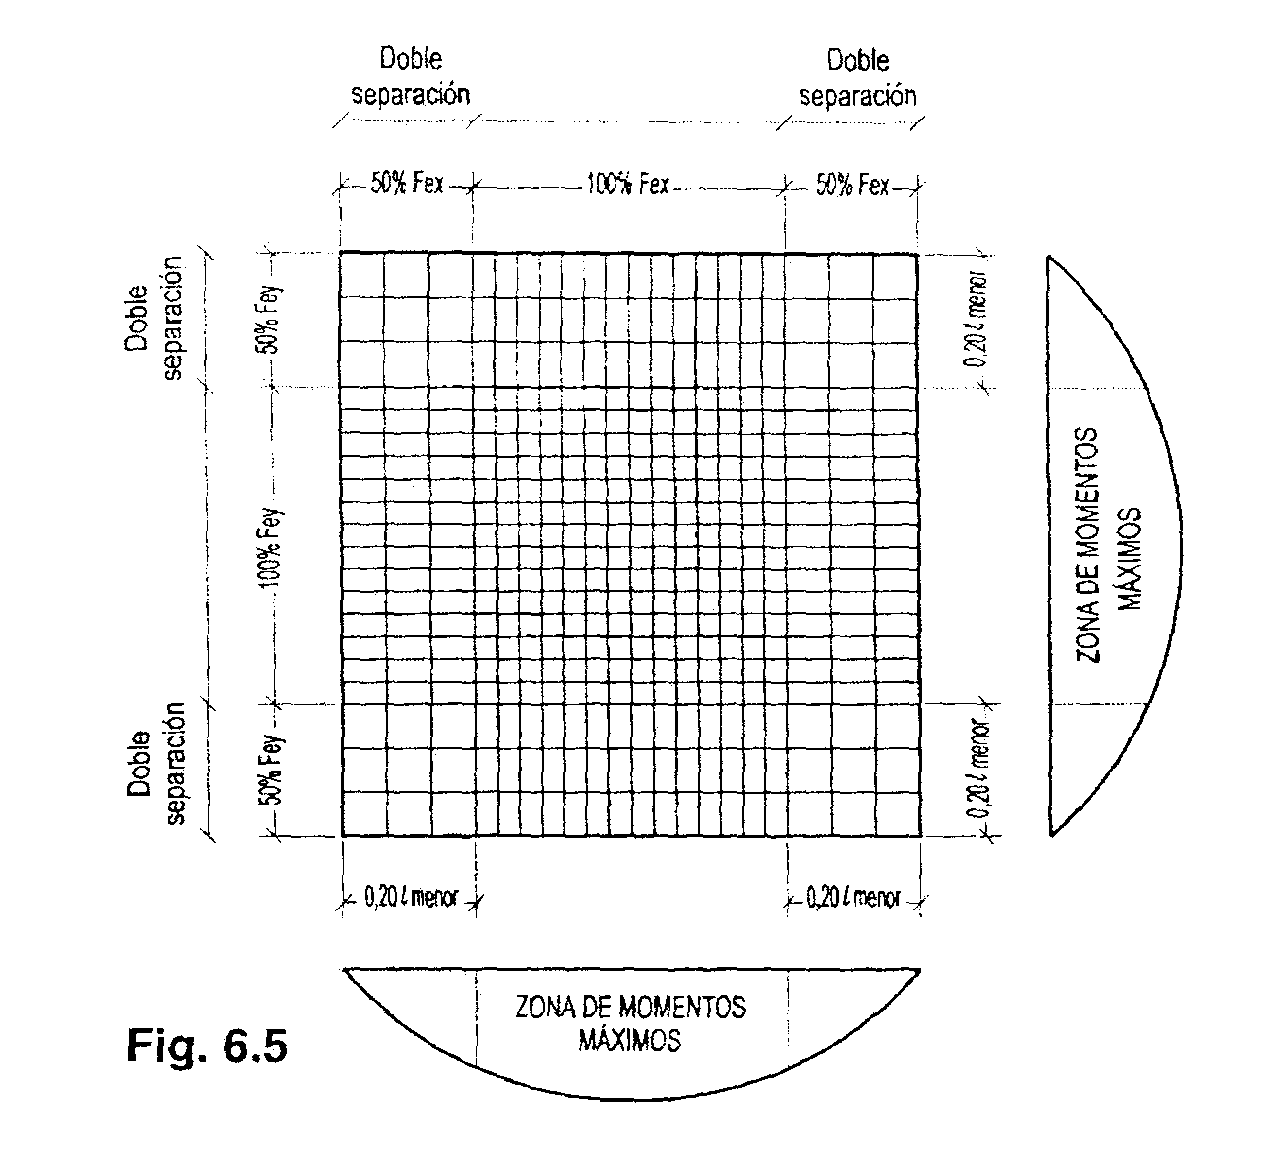 Doble
separación
Doble
separación
50% Fex
100% Fex
50% Fex
Doble
separación
50% Fey
0,20 l menor
100% Fey
ZONA DE MOMENTOS
MÁXIMOS
Doble
separación
50% Fey
0,20 l menor
0,20 l menor
0,20 l menor
ZONA DE MOMENTOS
MÁXIMOS
Fig. 6.5